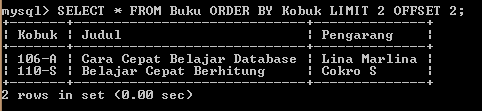 mysql> SELECT * FROM Buku ORDER BY Kobuk LIMIT 2 OFFSET 2;
+-------+----------------------------+--------------+
| Kobuk | Judul                      | Pengarang    |
+-------+----------------------------+--------------+
| 106-A | Cara Cepat Belajar Database | Lina Marlina |
| 110-S | Belajar Cepat Berhitung    | Cokro S      |
+-------+----------------------------+--------------+
2 rows in set (0.00 sec)